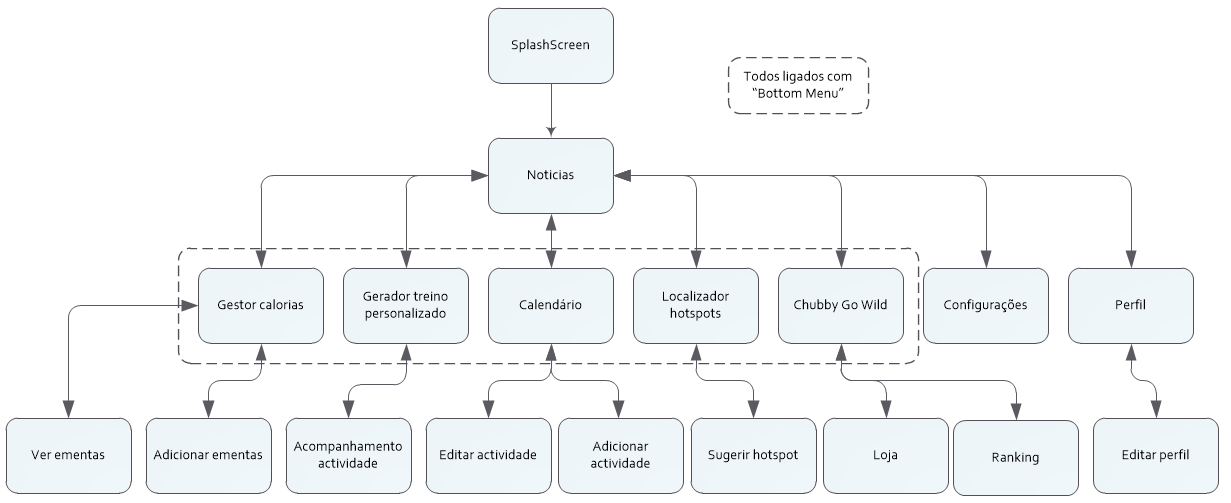 SplashScreen
Todos ligados com
“Bottom Menu”
Noticias
Gestor calorias
Gerador treino
personalizado
Calendário
Localizador
hotspots
Chubby Go Wild
Configurações
Perfil
Ver ementas
Adicionar ementas
Acompanhamento
actividade
Editar actividade
Adicionar
actividade
Sugerir hotspot
Loja
Ranking
Editar perfil